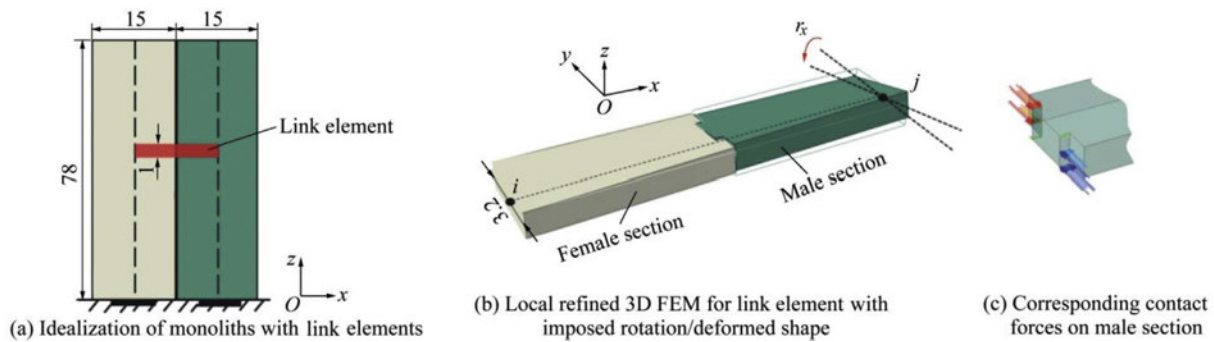 15 15
78
1
Link element
z
O x
(a) Idealization of monoliths with link elements
y z
O x
rx
j
i
3.2
Female section
Male section
(b) Local refined 3D FEM for link element with
imposed rotation/deformed shape
(c) Corresponding contact
forces on male section